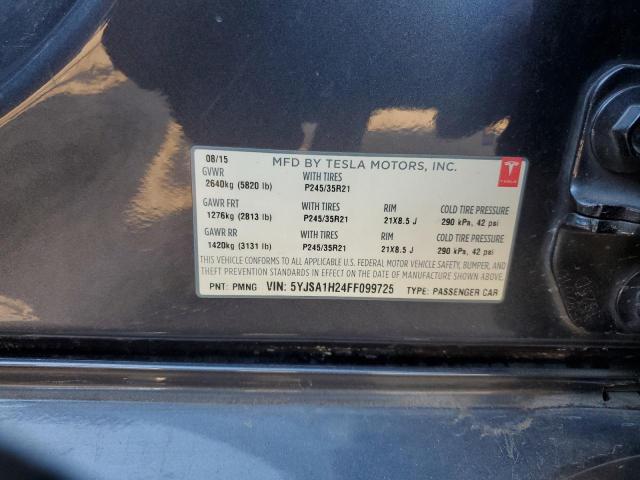 08/15
MFD BY TESLA MOTORS, INC.
TESLA
GVWR WITH TIRES
2640kg (5820 lb) P245/35R21
GAWR FRT WITH TIRES RIM COLD TIRE PRESSURE
1276kg (2813 lb) P245/35R21 21X8.5 J 290 kPa, 42 psi
GAWR RR WITH TIRES RIM COLD TIRE PRESSURE
1420kg (3131 lb) P245/35R21 21X8.5 J 290 kPa, 42 psi
THIS VEHICLE CONFORMS TO ALL APPLICABLE U.S. FEDERAL MOTOR VEHICLE SAFETY, BUMPER, AND
THEFT PREVENTION STANDARDS IN EFFECT ON THE DATE OF MANUFACTURE SHOWN ABOVE.
PNT: PMNG VIN: 5YJSA1H24FF099725 TYPE: PASSENGER CAR